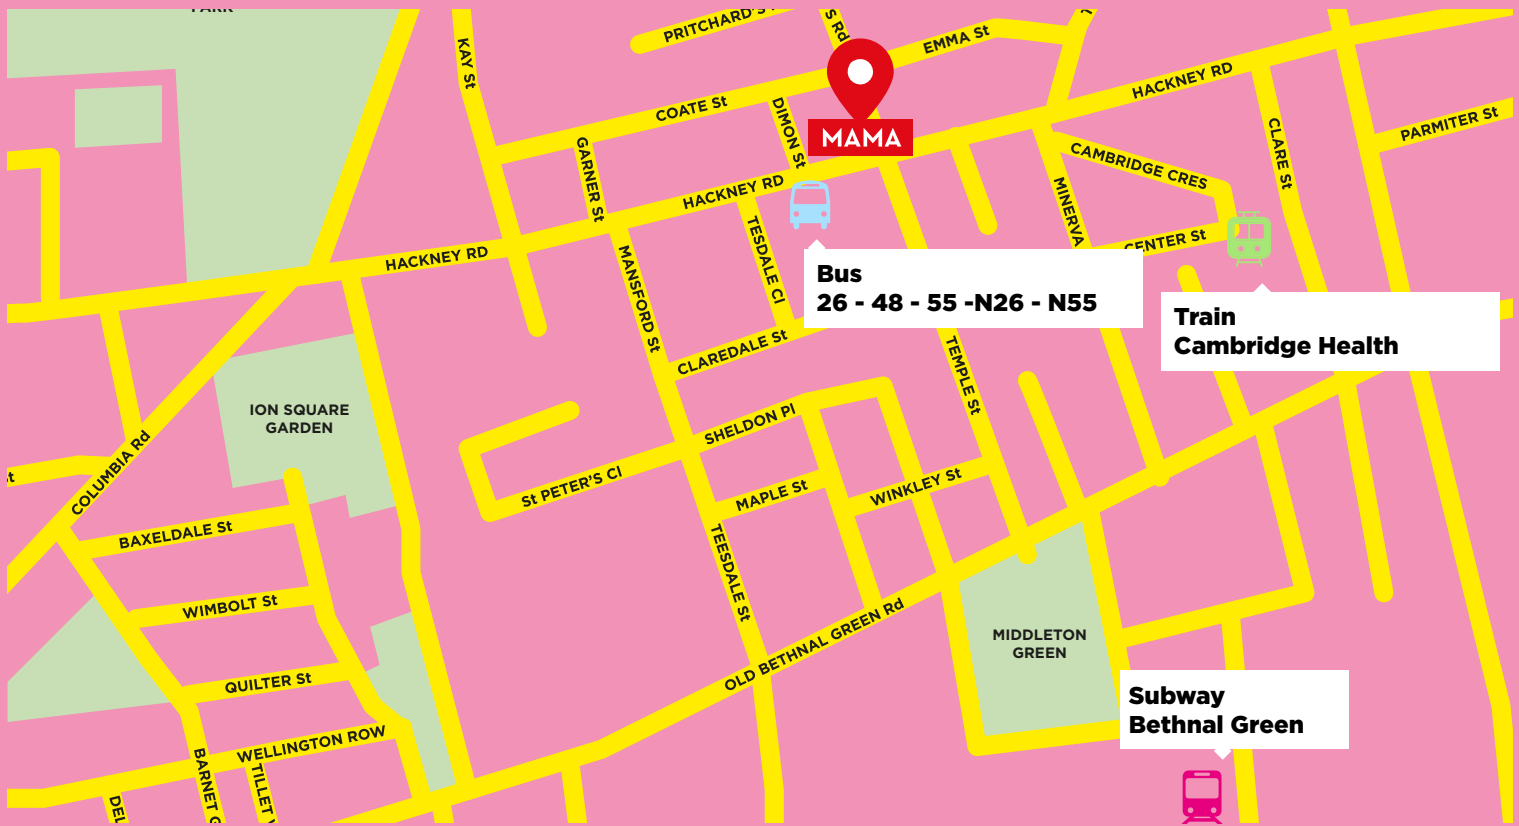 PARK
PRITCHARD'S
S Rd
EMMA St
KAY St
HACKNEY RD
COATE St
DIMON St
MAMA
PARMITER St
CLARE St
GARNER St
CAMBRIDGE CRES
HACKNEY RD
MINERVA
TESDALE Cl
CENTER St
HACKNEY RD
MANSFORD St
Bus
26 - 48 - 55 -N26 - N55
Train
Cambridge Health
CLAREDALE St
TEMPLE St
ION SQUARE
GARDEN
SHELDON Pl
COLUMBIA Rd
St PETER'S Cl
MAPLE St
WINKLEY St
BAXELDALE St
TEESDALE St
WIMBOLT St
OLD BETHNAL GREEN Rd
MIDDLETON
GREEN
QUILTER St
Subway
Bethnal Green
WELLINGTON ROW
BARNET G
TILLET
DEL